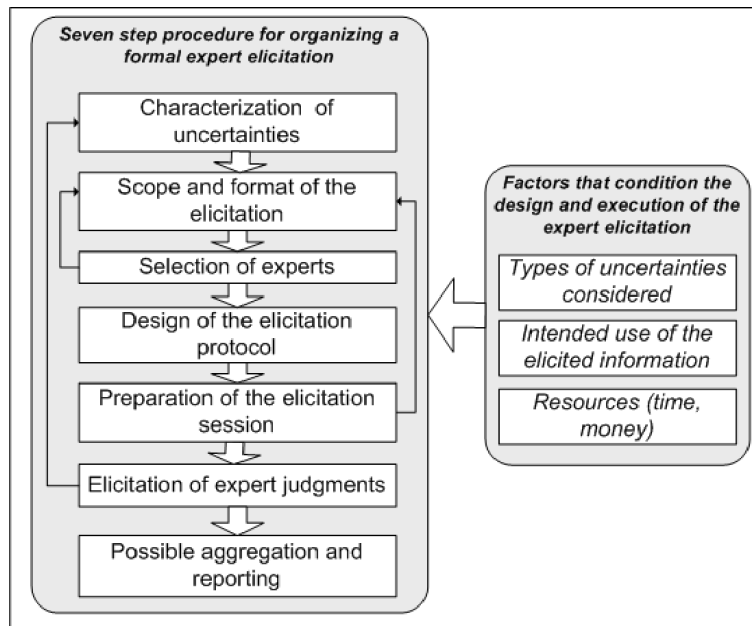 Seven step procedure for organizing a
formal expert elicitation
Characterization of
uncertainties
Scope and format of the
elicitation
Selection of experts
Design of the elicitation
protocol
Preparation of the elicitation
session
Elicitation of expert judgments
Possible aggregation and
reporting
Factors that condition the
design and execution of the
expert elicitation
Types of uncertainties
considered
Intended use of the
elicited information
Resources (time,
money)